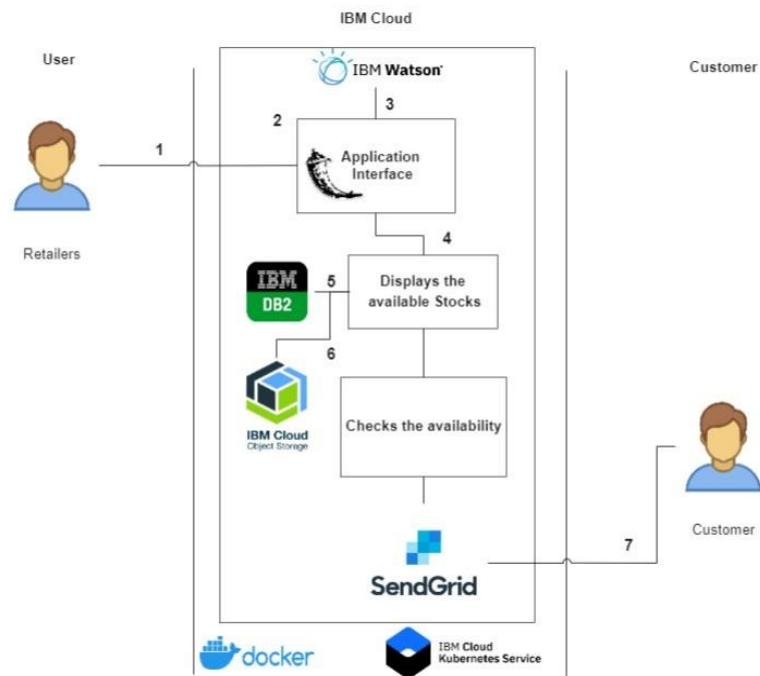 IBM Cloud
User
Customer
IBM Watson
3
2
1
Application
Interface
Retailers
4
IBM
DB2
5
Displays the
available Stocks
6
IBM Cloud
Object Storage
Checks the availability
Customer
7
SendGrid
docker
IBM Cloud
Kubernetes Service